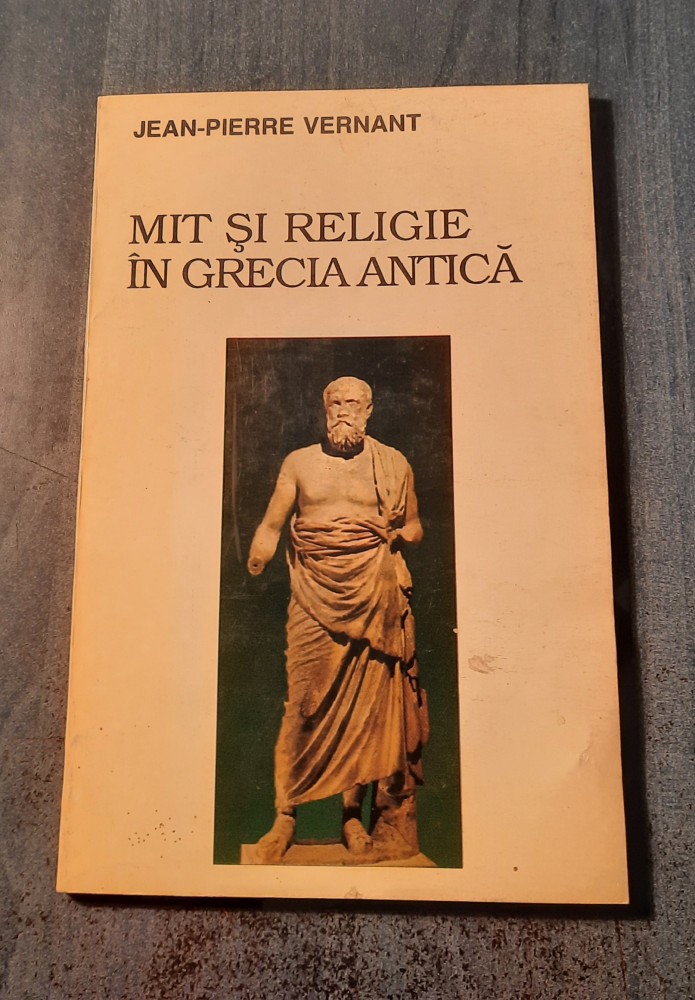 JEAN-PIERRE VERNANT
MIT ŞI RELIGIE
ÎN GRECIA ANTICĂ